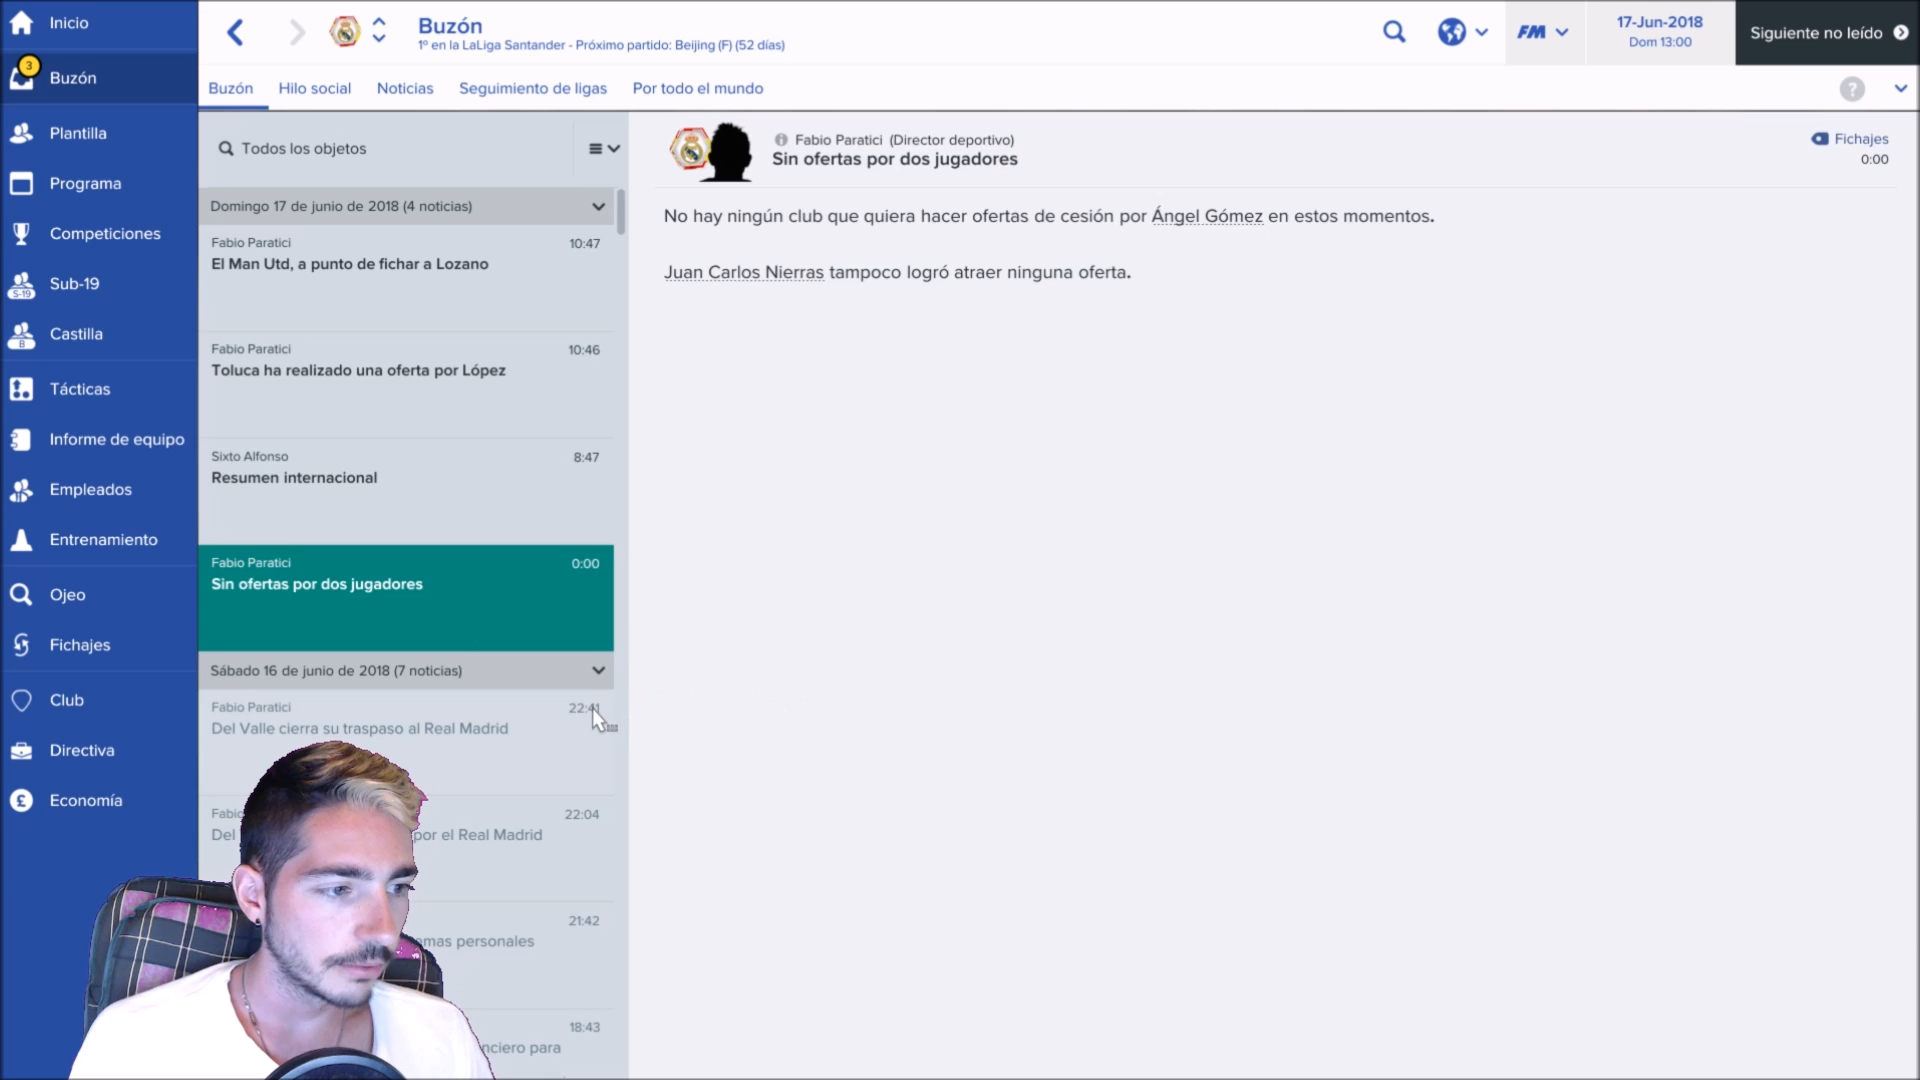 Inicio
3
Buzón
Plantilla
Programa
Competiciones
S-19
Sub-19
B
Castilla
Tácticas
Informe de equipo
Empleados
Entrenamiento
Ojeo
Fichajes
Club
Directiva
£
Economía
Buzón
1º en la LaLiga Santander - Próximo partido: Beijing (F) (52 días)
FM
17-Jun-2018
Dom 13:00
Siguiente no leído
Buzón
Hilo social
Noticias
Seguimiento de ligas
Por todo el mundo
?
Todos los objetos
Domingo 17 de junio de 2018 (4 noticias)
Fabio Paratici 10:47
El Man Utd, a punto de fichar a Lozano
Fabio Paratici 10:46
Toluca ha realizado una oferta por López
Sixto Alfonso 8:47
Resumen internacional
Fabio Paratici 0:00
Sin ofertas por dos jugadores
Sábado 16 de junio de 2018 (7 noticias)
Fabio Paratici 22:41
Del Valle cierra su traspaso al Real Madrid
22:04
Del por el Real Madrid
21:42
personales
18:43
para
Fabio Paratici (Director deportivo)
Sin ofertas por dos jugadores
Fichajes
0:00
No hay ningún club que quiera hacer ofertas de cesión por Ángel Gómez en estos momentos.
Juan Carlos Nierras tampoco logró atraer ninguna oferta.